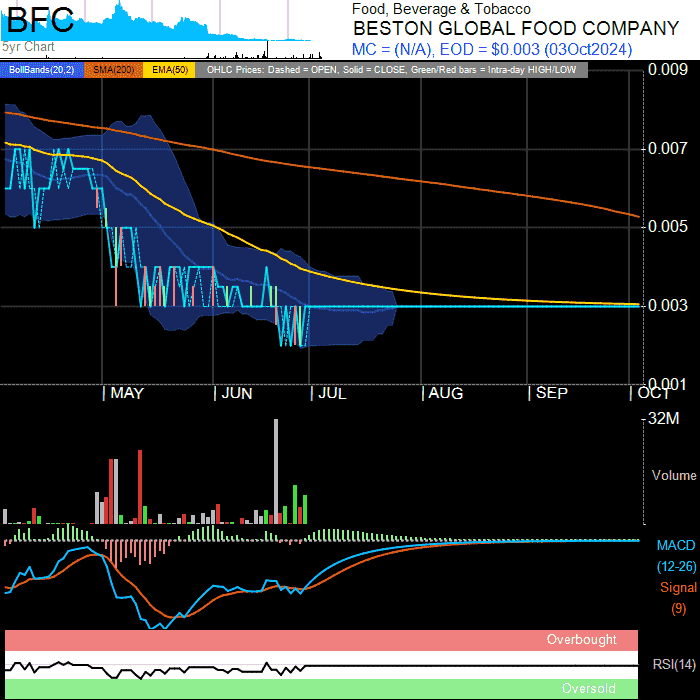 BFC
5yr Chart
Food, Beverage & Tobacco
BESTON GLOBAL FOOD COMPANY
MC = (N/A), EOD = $0.003 (03Oct2024)
BollBands(20,2) SMA(200) EMA(50) OHLC Prices: Dashed = OPEN, Solid = CLOSE, Green/Red bars = Intra-day HIGH/LOW
0.009
0.007
0.005
0.003
0.001
| MAY | JUN | JUL | AUG | SEP | OCT
32M
Volume
MACD
(12-26)
Signal
(9)
Overbought
RSI(14)
Oversold